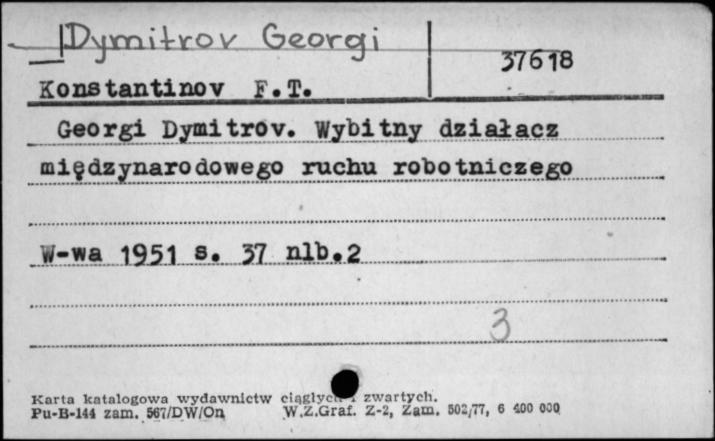 Dymitrov Georgi
37618
Konstantinov F.T.
Georgi Dymitrov. Wybitny działacz
międzynarodowego ruchu robotniczego
W-wa 1951 s. 37 nlb.2
3
Karta katalogowa wydawnictw ciągłych i zwartych.
Pu-B-144 zam. 567/DW/On W.Z.Graf. Z-2, Zam. 502/77, 6 400 000